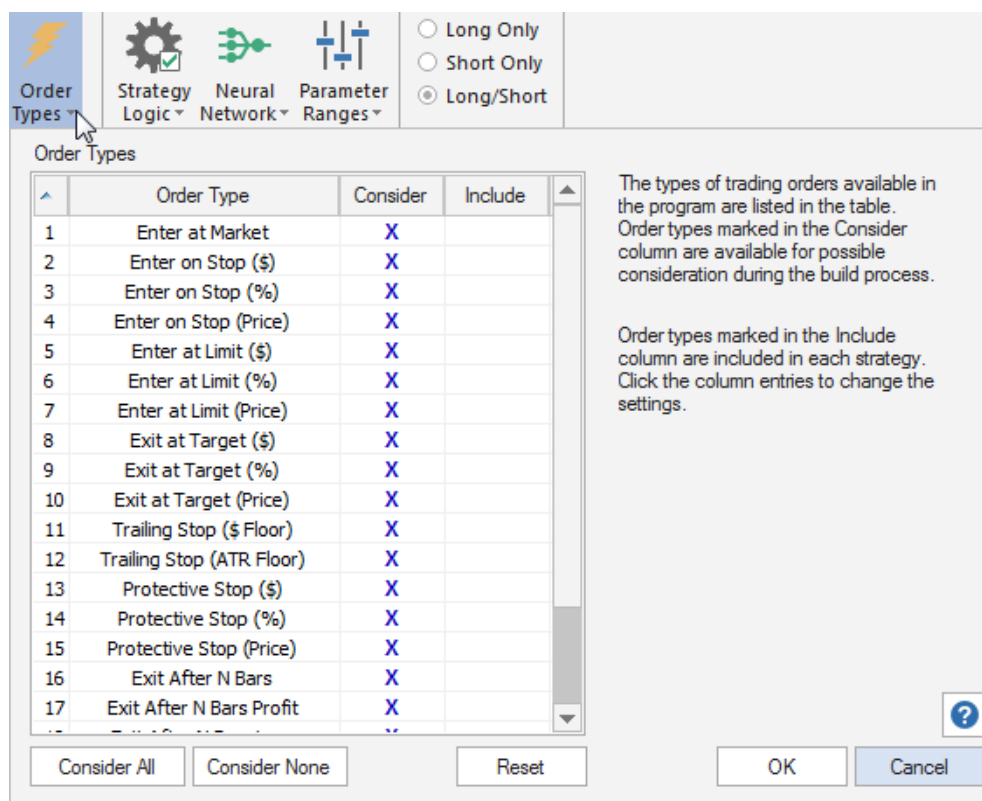 Order Types
Strategy Logic
Neural Network
Parameter Ranges
Long Only
Short Only
Long/Short
Order Types
Order Type Consider Include
1 Enter at Market X
2 Enter on Stop ($) X
3 Enter on Stop (%) X
4 Enter on Stop (Price) X
5 Enter at Limit ($) X
6 Enter at Limit (%) X
7 Enter at Limit (Price) X
8 Exit at Target ($) X
9 Exit at Target (%) X
10 Exit at Target (Price) X
11 Trailing Stop ($ Floor) X
12 Trailing Stop (ATR Floor) X
13 Protective Stop ($) X
14 Protective Stop (%) X
15 Protective Stop (Price) X
16 Exit After N Bars X
17 Exit After N Bars Profit X
The types of trading orders available in
the program are listed in the table.
Order types marked in the Consider
column are available for possible
consideration during the build process.
Order types marked in the Include
column are included in each strategy.
Click the column entries to change the
settings.
?
Consider All
Consider None
Reset
OK
Cancel